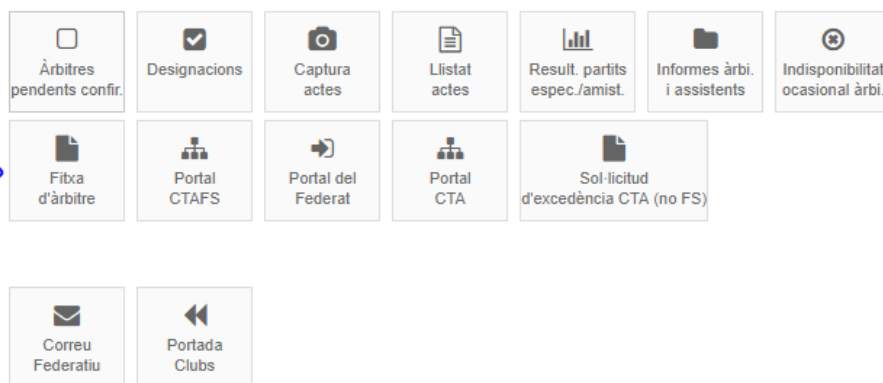 Àrbitres
pendents confir.
Designacions
Captura
actes
Llistat
actes
Result. partits
espec./amist.
Informes àrbi.
i assistents
Indisponibilitat
ocasional àrbi.
Fitxa
d'àrbitre
Portal
CTAFS
Portal del
Federat
Portal
CTA
Sol·licitud
d'excedència CTA (no FS)
Correu
Federatiu
Portada
Clubs